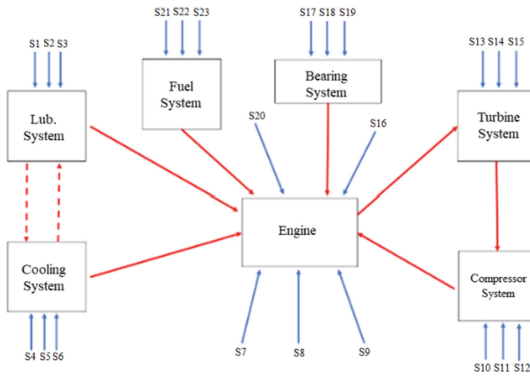 S21 S22 S23
S17 S18 S19
S1 S2 S3
S13 S14 S15
Fuel
System
Bearing
System
Lub.
System
Turbine
System
S20
S16
Engine
Cooling
System
Compressor
System
S7
S8
S9
S4 S5 S6
S10 S11 S12